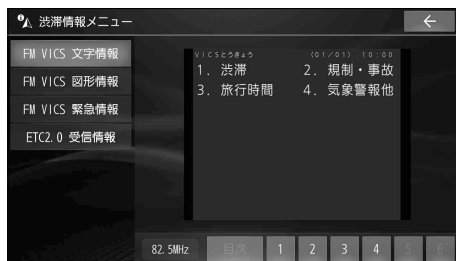 渋滞情報メニュー
FM VICS 文字情報
FM VICS 図形情報
FM VICS 緊急情報
ETC2.0 受信情報
VICSとうきょう (01/01) 10:00
1. 渋滞 2. 規制・事故
3. 旅行時間 4. 気象警報他
82.5MHz 目次 1 2 3 4 5 6